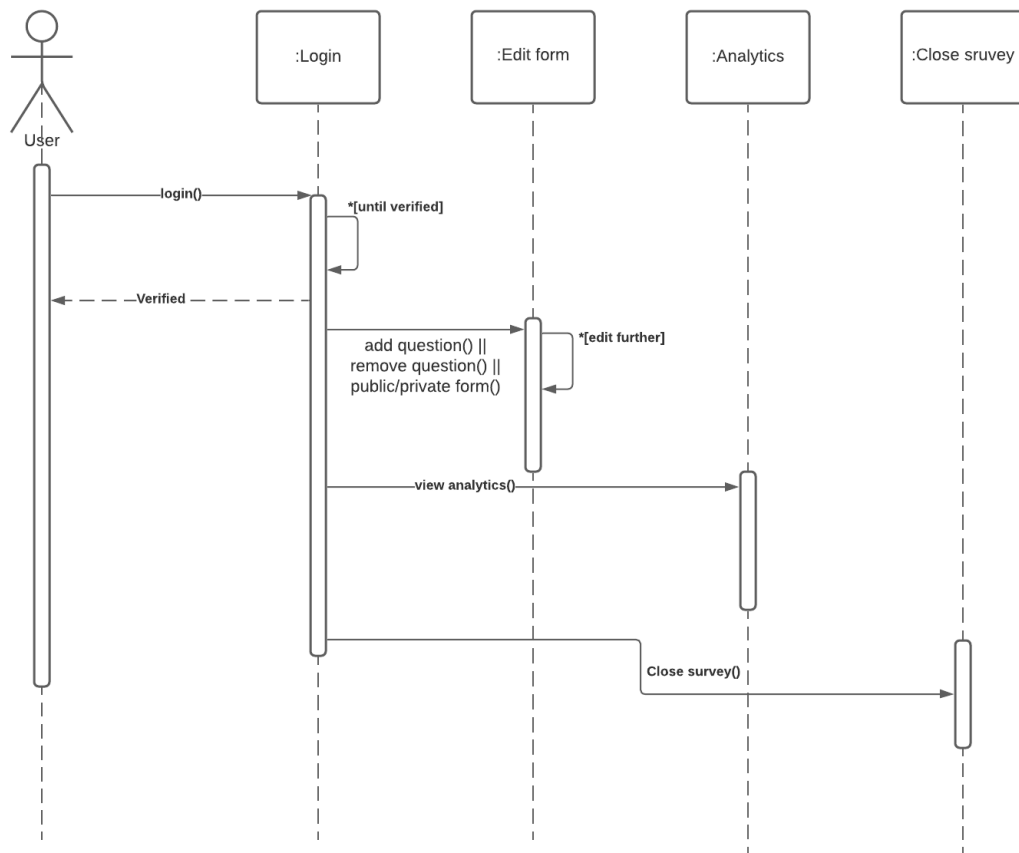 :Login
:Edit form
:Analytics
:Close sruvey
User
login()
*[until verified]
Verified
*[edit further]
add question() ||
remove question() ||
public/private form()
view analytics()
Close survey()